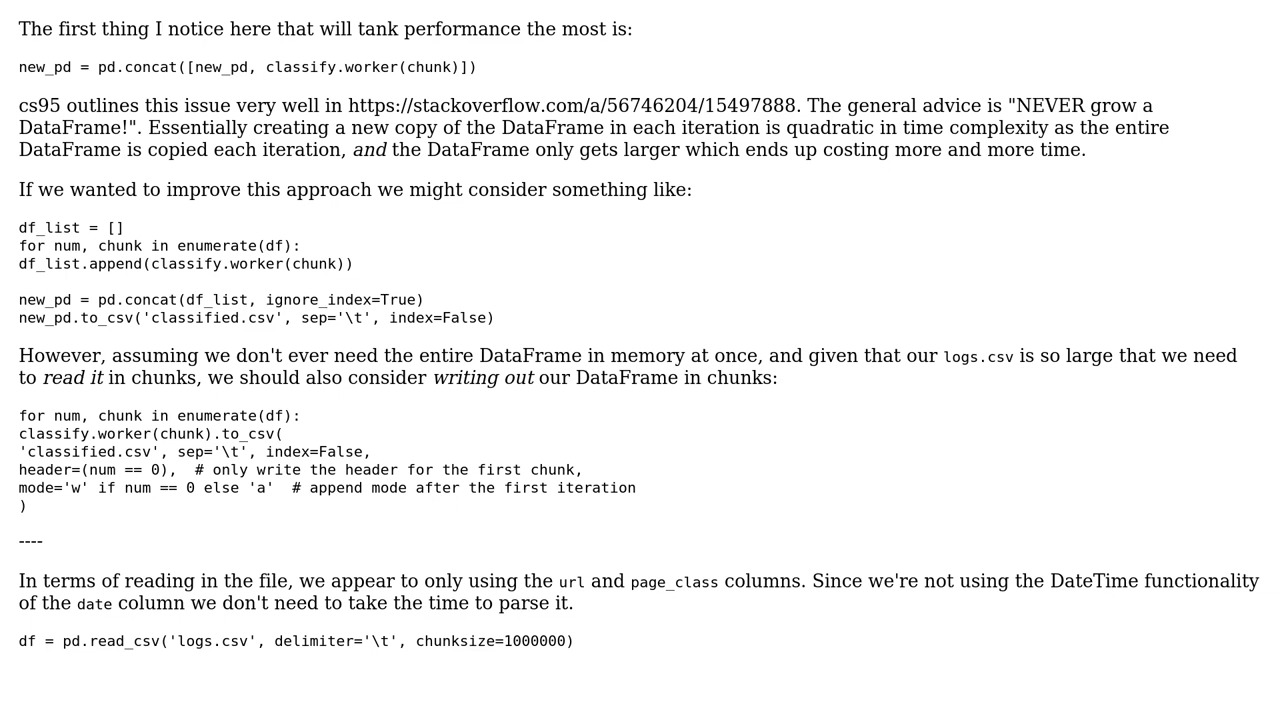 The first thing I notice here that will tank performance the most is:
new_pd = pd.concat([new_pd, classify.worker(chunk)])
cs95 outlines this issue very well in https://stackoverflow.com/a/56746204/15497888. The general advice is "NEVER grow a
DataFrame!". Essentially creating a new copy of the DataFrame in each iteration is quadratic in time complexity as the entire
DataFrame is copied each iteration, and the DataFrame only gets larger which ends up costing more and more time.
If we wanted to improve this approach we might consider something like:
df_list = []
for num, chunk in enumerate(df):
df_list.append(classify.worker(chunk))
new_pd = pd.concat(df_list, ignore_index=True)
new_pd.to_csv('classified.csv', sep='\t', index=False)
However, assuming we don't ever need the entire DataFrame in memory at once, and given that our logs.csv is so large that we need
to read it in chunks, we should also consider writing out our DataFrame in chunks:
for num, chunk in enumerate(df):
classify.worker(chunk).to_csv(
'classified.csv', sep='\t', index=False,
header=(num == 0),  # only write the header for the first chunk,
mode='w' if num == 0 else 'a'  # append mode after the first iteration
)
----
In terms of reading in the file, we appear to only using the url and page_class columns. Since we're not using the DateTime functionality
of the date column we don't need to take the time to parse it.
df = pd.read_csv('logs.csv', delimiter='\t', chunksize=1000000)